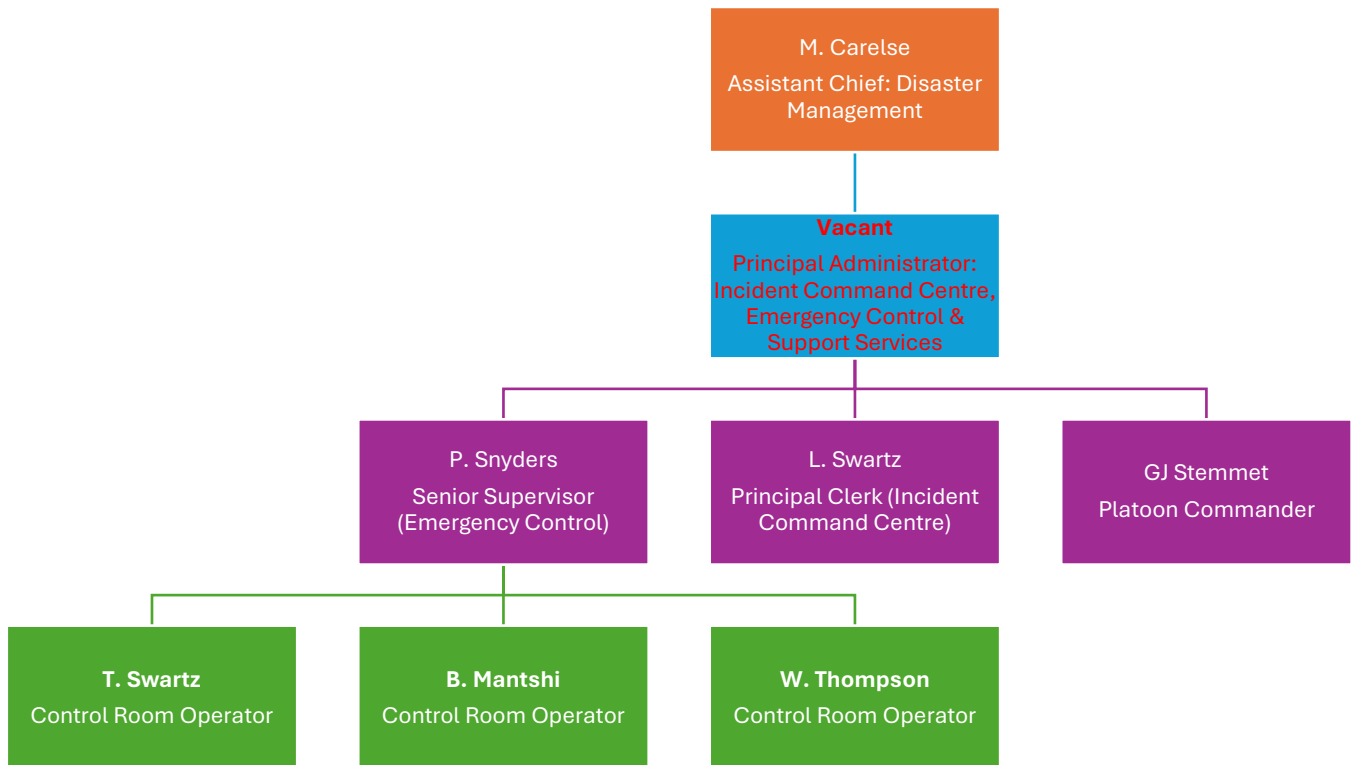 M. Carelse
Assistant Chief: Disaster
Management
Vacant
Principal Administrator:
Incident Command Centre,
Emergency Control &
Support Services
P. Snyders
Senior Supervisor
(Emergency Control)
L. Swartz
Principal Clerk (Incident
Command Centre)
GJ Stemmet
Platoon Commander
T. Swartz
Control Room Operator
B. Mantshi
Control Room Operator
W. Thompson
Control Room Operator